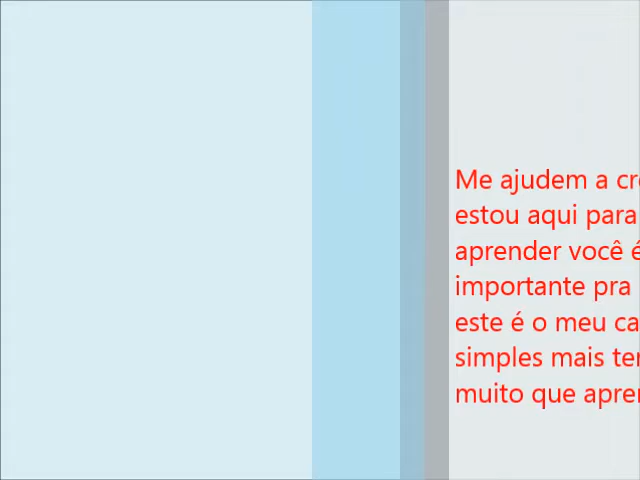 Me ajudem a cr
estou aqui para
aprender você é
importante pra
este é o meu ca
simples mais te
muito que apre